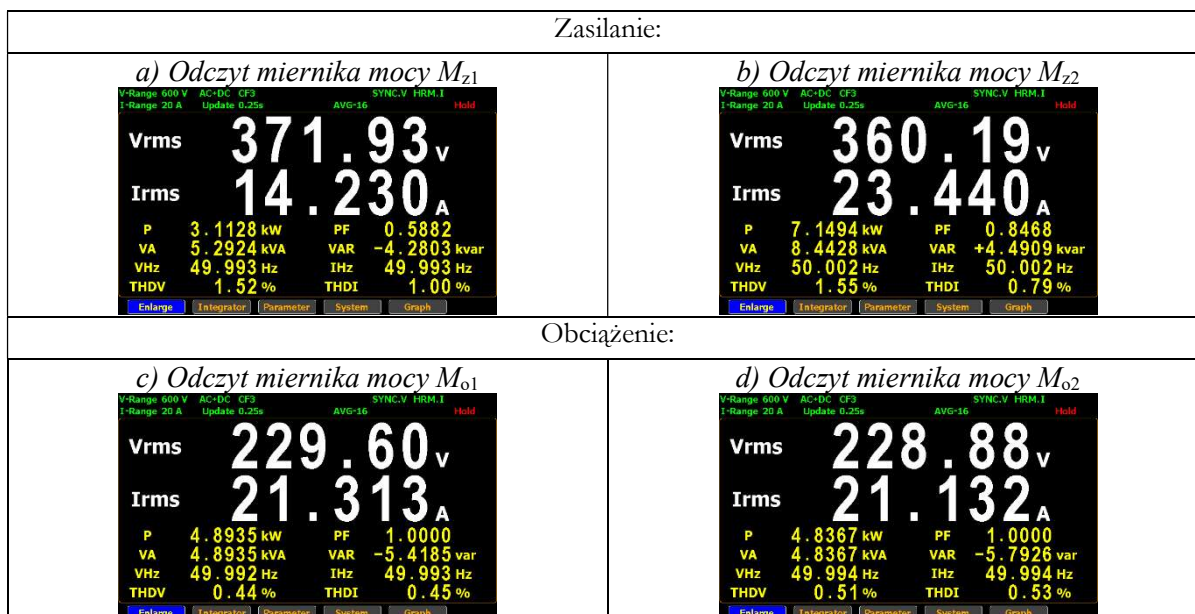 Zasilanie:
a) Odczyt miernika mocy Mz1
V-Range 600 V AC+DC CF3 SYNC.V HRM.I
I-Range 20 A Update 0.25s AVG-16 Hold
Vrms 371.93 V
Irms 14.230 A
P 3.1128 kW PF 0.5882
VA 5.2924 kVA VAR -4.2803 kvar
VHz 49.993 Hz IHz 49.993 Hz
THDV 1.52 % THDI 1.00 %
Enlarge Integrator Parameter System Graph
b) Odczyt miernika mocy Mz2
V-Range 600 V AC+DC CF3 SYNC.V HRM.I
I-Range 20 A Update 0.25s AVG-16 Hold
Vrms 360.19 V
Irms 23.440 A
P 7.1494 kW PF 0.8468
VA 8.4428 kVA VAR +4.4909 kvar
VHz 50.002 Hz IHz 50.002 Hz
THDV 1.55 % THDI 0.79 %
Enlarge Integrator Parameter System Graph
Obciążenie:
c) Odczyt miernika mocy Mo1
V-Range 600 V AC+DC CF3 SYNC.V HRM.I
I-Range 20 A Update 0.25s AVG-16 Hold
Vrms 229.60 V
Irms 21.313 A
P 4.8935 kW PF 1.0000
VA 4.8935 kVA VAR -5.4185 var
VHz 49.992 Hz IHz 49.993 Hz
THDV 0.44 % THDI 0.45 %
Enlarge Integrator Parameter System Graph
d) Odczyt miernika mocy Mo2
V-Range 600 V AC+DC CF3 SYNC.V HRM.I
I-Range 20 A Update 0.25s AVG-16 Hold
Vrms 228.88 V
Irms 21.132 A
P 4.8367 kW PF 1.0000
VA 4.8367 kVA VAR -5.7926 var
VHz 49.994 Hz IHz 49.994 Hz
THDV 0.51 % THDI 0.53 %
Enlarge Integrator Parameter System Graph